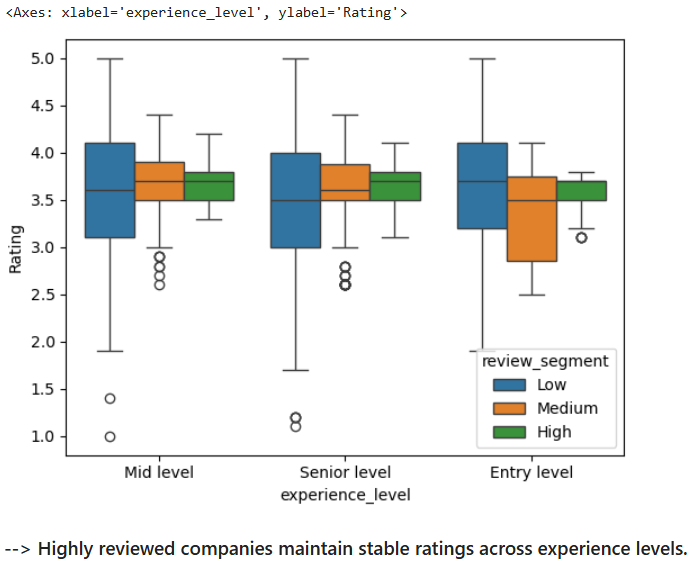 <Axes: xlabel='experience_level', ylabel='Rating'>
5.0
4.5
4.0
3.5
3.0
2.5
2.0
1.5
1.0
Rating
Mid level
Senior level
Entry level
experience_level
review_segment
Low
Medium
High
--> Highly reviewed companies maintain stable ratings across experience levels.